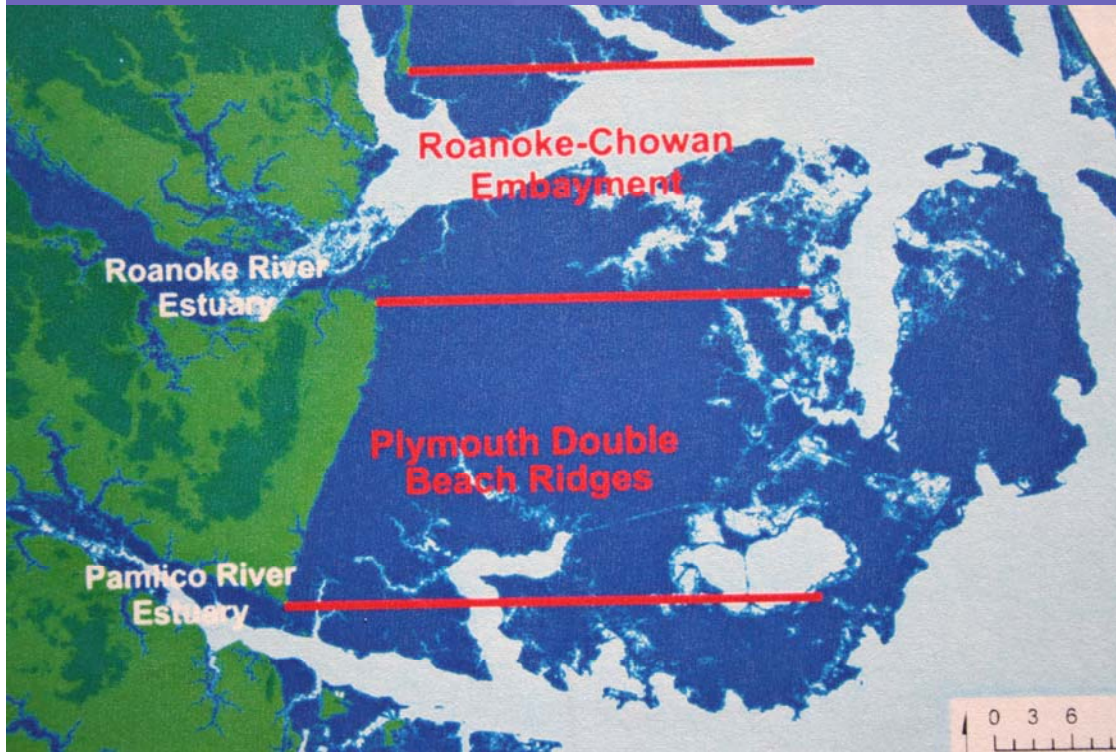 Roanoke-Chowan
Embayment
Roanoke River
Estuary
Plymouth Double
Beach Ridges
Pamlico River
Estuary
0 3 6